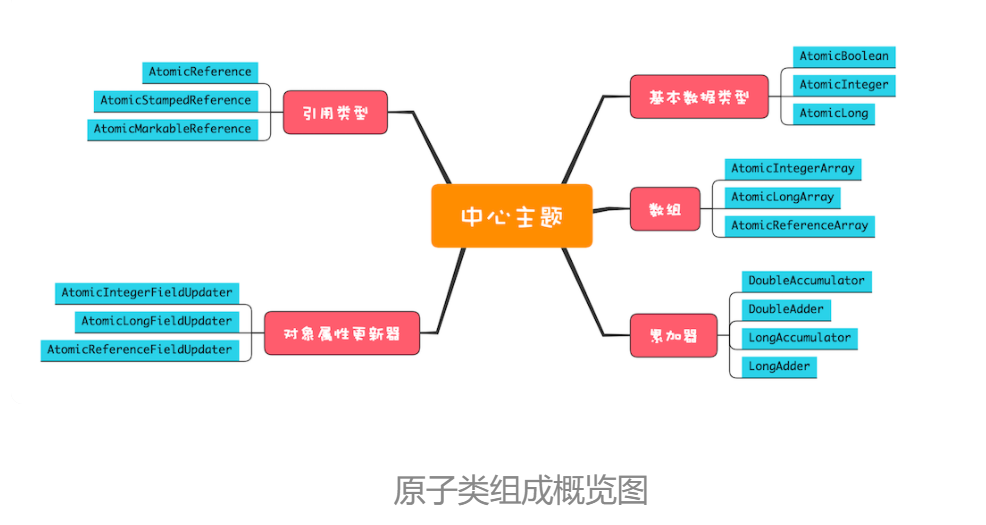 中心主题
引用类型
AtomicReference
AtomicStampedReference
AtomicMarkableReference
对象属性更新器
AtomicIntegerFieldUpdater
AtomicLongFieldUpdater
AtomicReferenceFieldUpdater
基本数据类型
AtomicBoolean
AtomicInteger
AtomicLong
数组
AtomicIntegerArray
AtomicLongArray
AtomicReferenceArray
累加器
DoubleAccumulator
DoubleAdder
LongAccumulator
LongAdder
原子类组成概览图